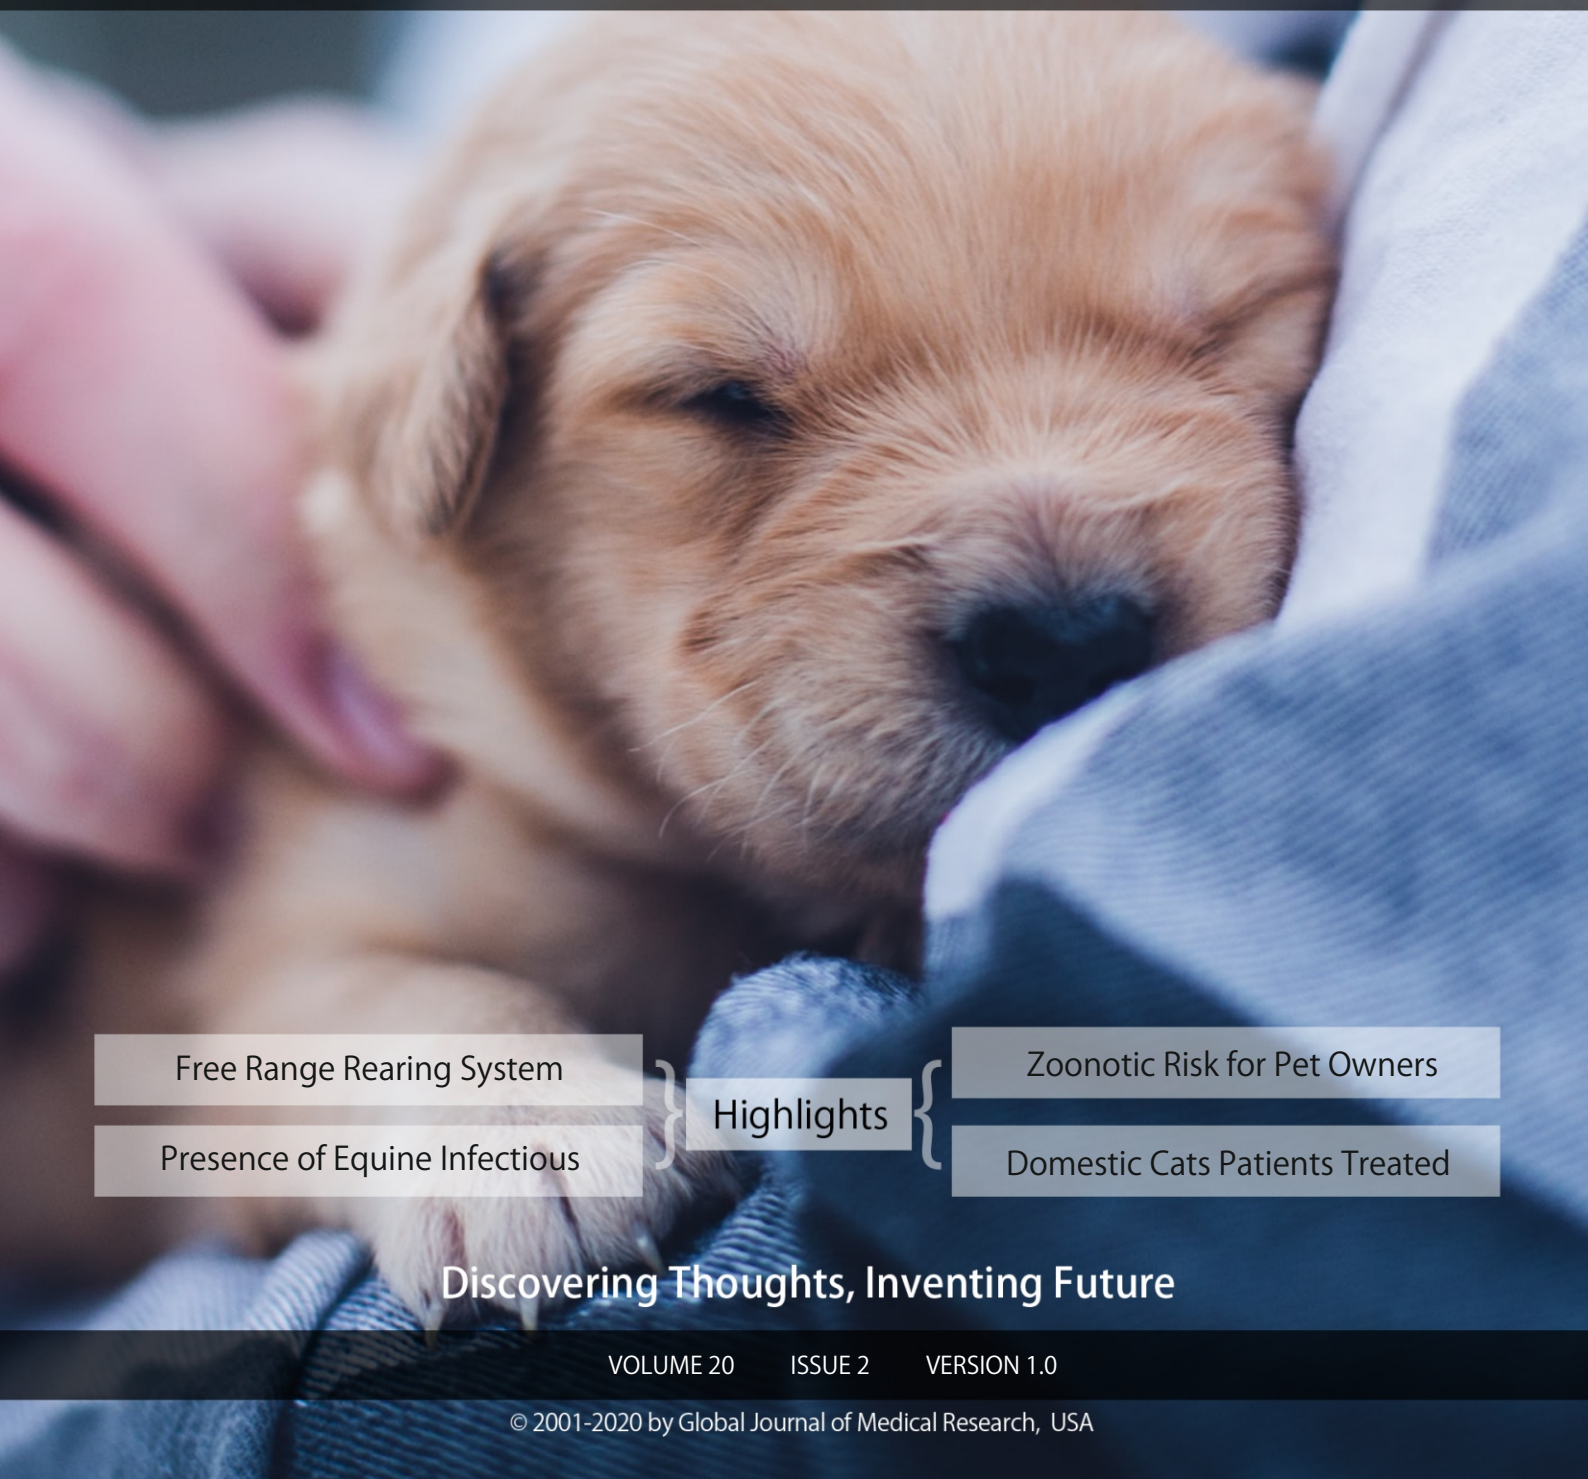 Free Range Rearing System
Presence of Equine Infectious
Highlights
Zoonotic Risk for Pet Owners
Domestic Cats Patients Treated
Discovering Thoughts, Inventing Future
VOLUME 20 ISSUE 2 VERSION 1.0
© 2001-2020 by Global Journal of Medical Research, USA